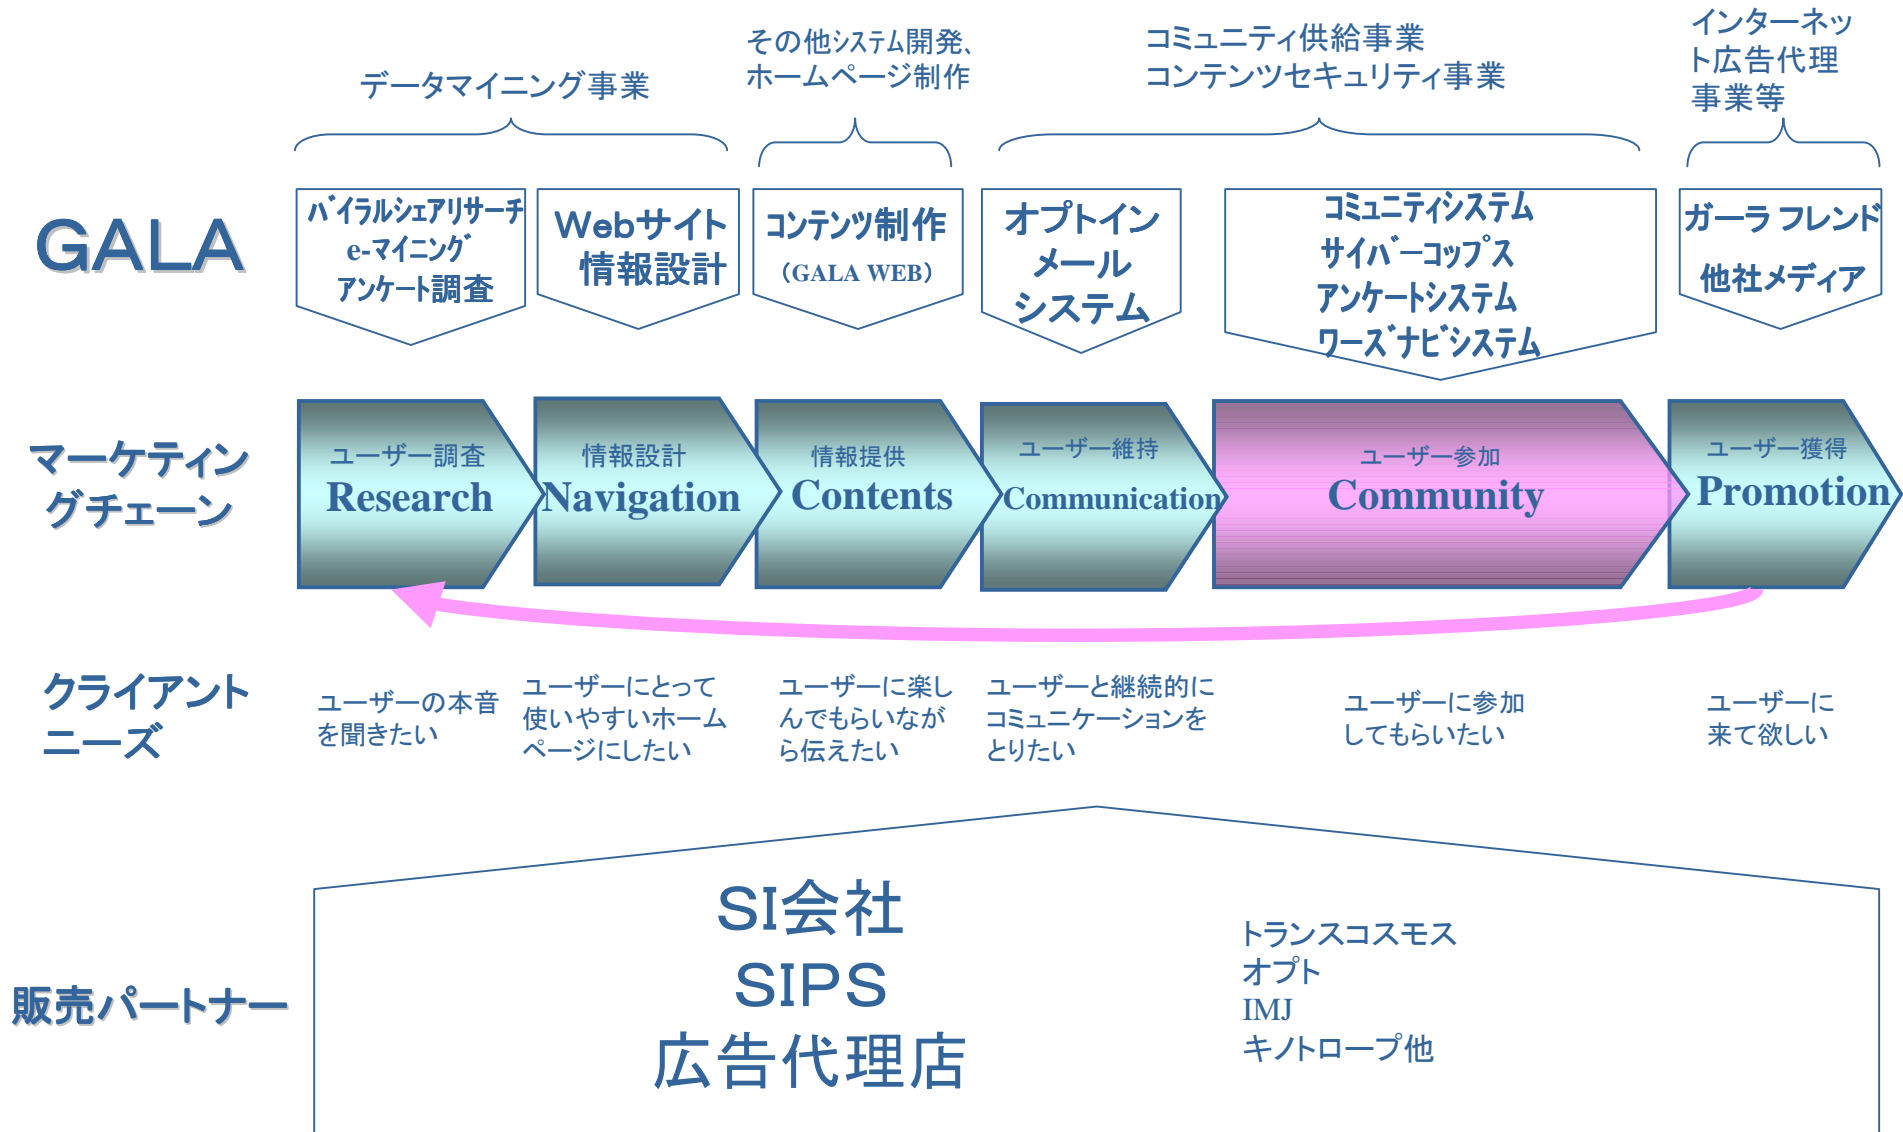 データマイニング事業
その他システム開発、
ホームページ制作
コミュニティ供給事業
コンテンツセキュリティ事業
インターネッ
ト広告代理
事業等
GALA
バイラルシェアリサーチ
e-マイニング
アンケート調査
Webサイト
情報設計
コンテンツ制作
（GALA WEB）
オプトイン
メール
システム
コミュニティシステム
サイバーコップス
アンケートシステム
ワーズナビシステム
ガーラ フレンド
他社メディア
マーケティン
グチェーン
ユーザー調査
Research
情報設計
Navigation
情報提供
Contents
ユーザー維持
Communication
ユーザー参加
Community
ユーザー獲得
Promotion
クライアント
ニーズ
ユーザーの本音
を聞きたい
ユーザーにとって
使いやすいホーム
ページにしたい
ユーザーに楽し
んでもらいなが
ら伝えたい
ユーザーと継続的に
コミュニケーションを
とりたい
ユーザーに参加
してもらいたい
ユーザーに
来て欲しい
販売パートナー
SI会社
SIPS
広告代理店
トランスコスモス
オプト
IMJ
キノトロープ他